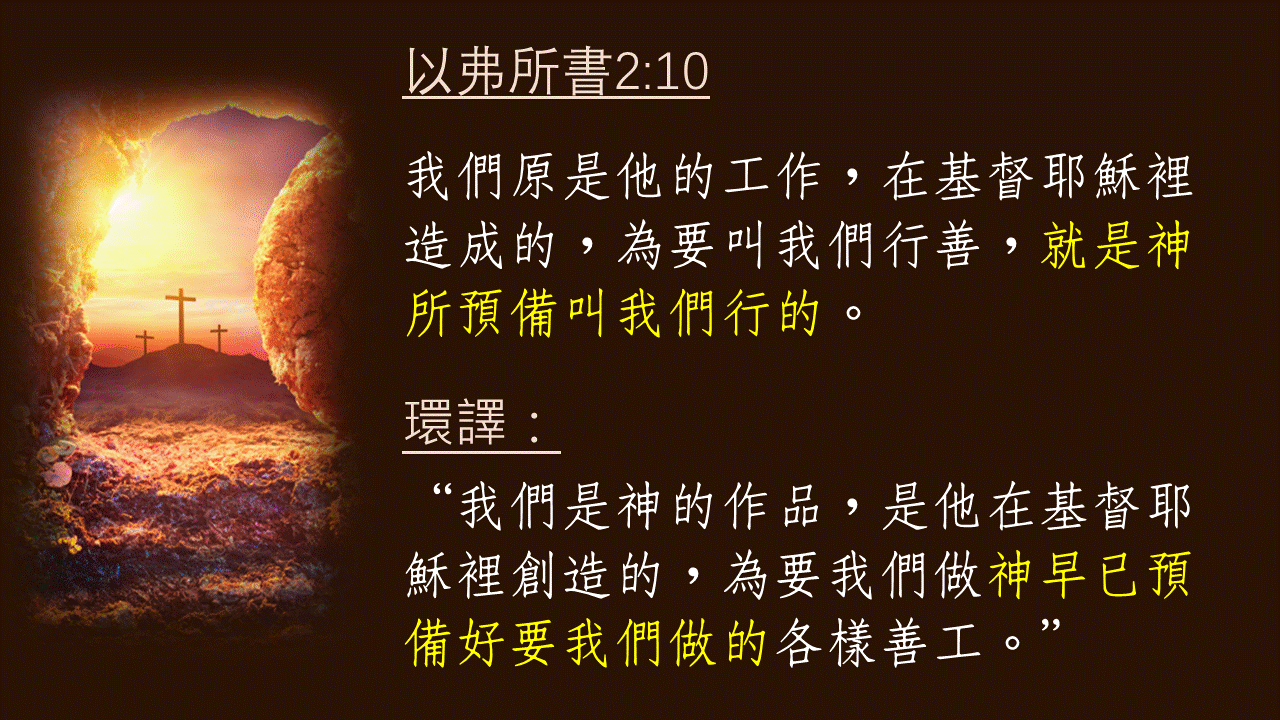 以弗所書2:10
我們原是他的工作，在基督耶穌裡
造成的，為要叫我們行善，就是神
所預備叫我們行的。
環譯：
“我們是神的作品，是他在基督耶
穌裡創造的，為要我們做神早已預
備好要我們做的各樣善工。”